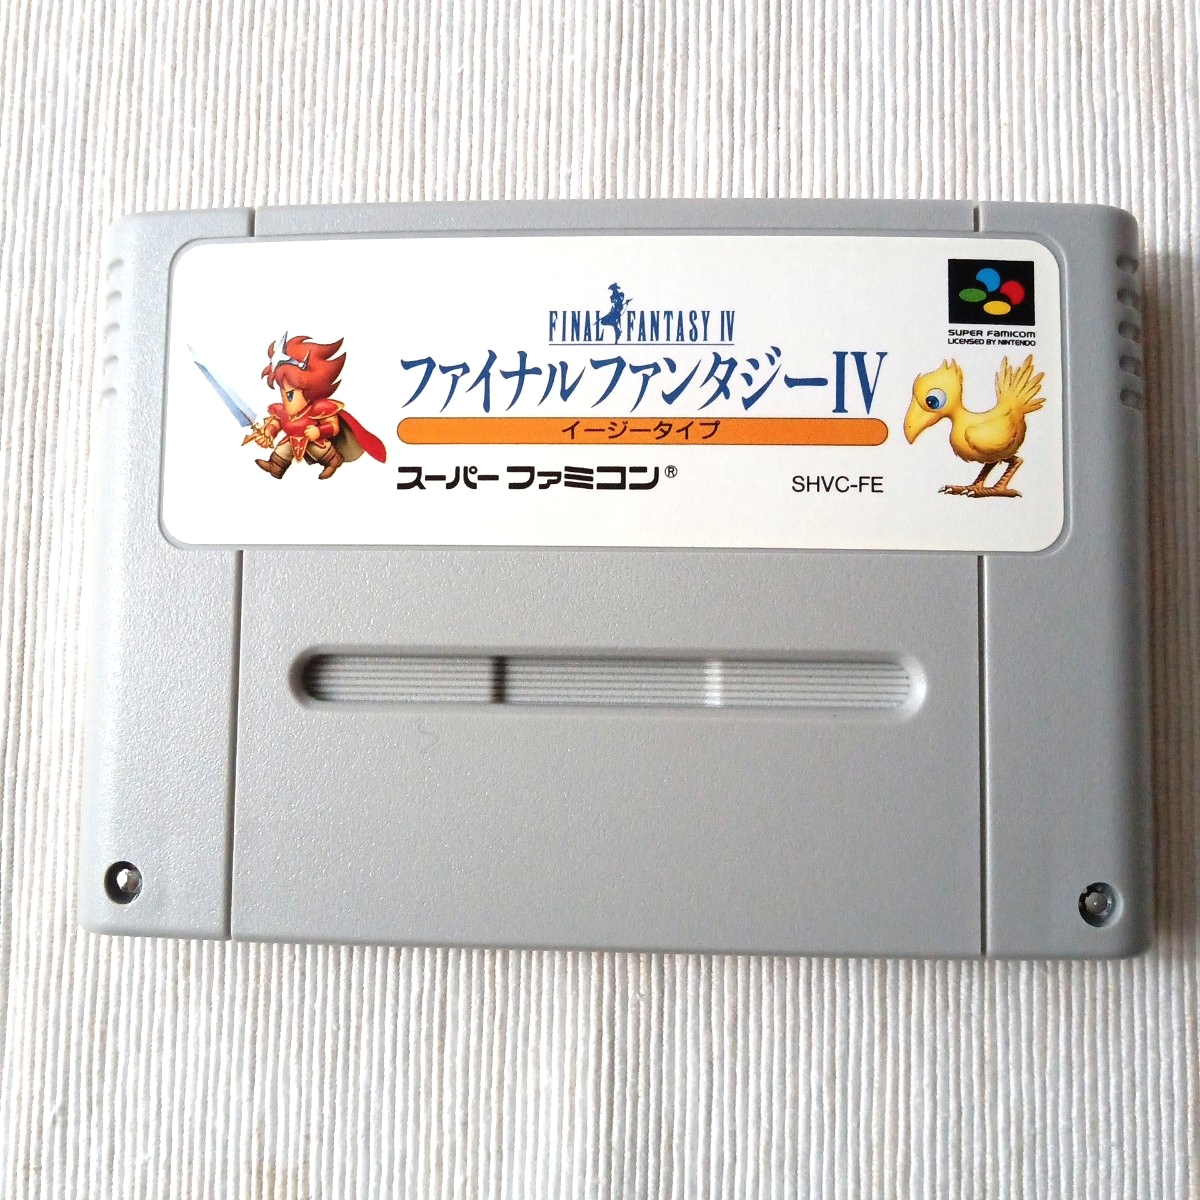 SUPER FAMICOM
LICENSED BY NINTENDO
FINAL FANTASY IV
ファイナルファンタジーIV
イージータイプ
スーパーファミコン®
SHVC-FE